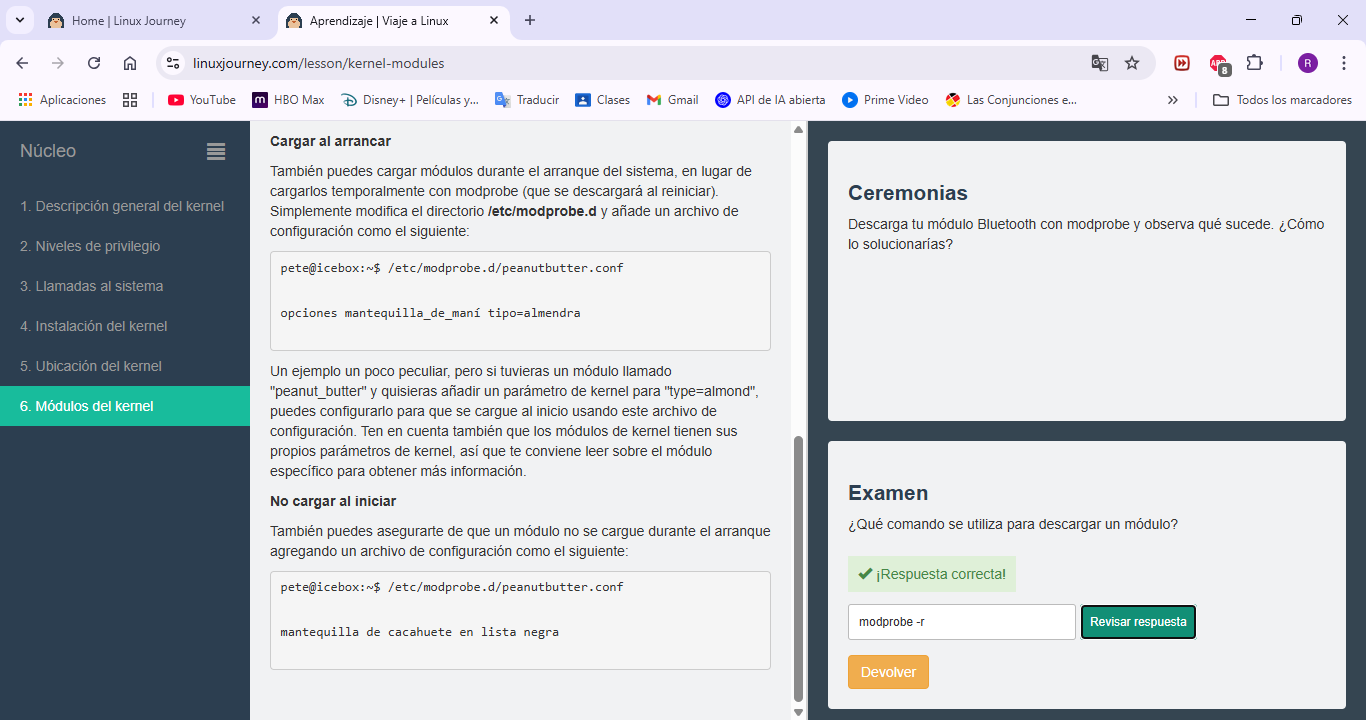 Home | Linux Journey
Aprendizaje | Viaje a Linux
linuxjourney.com/lesson/kernel-modules
8
R
Aplicaciones
YouTube
HBO Max
Disney+ | Películas y...
Traducir
Clases
Gmail
API de IA abierta
Prime Video
Las Conjunciones e...
»
Todos los marcadores
Núcleo
1. Descripción general del kernel
2. Niveles de privilegio
3. Llamadas al sistema
4. Instalación del kernel
5. Ubicación del kernel
6. Módulos del kernel
Cargar al arrancar
También puedes cargar módulos durante el arranque del sistema, en lugar de
cargarlos temporalmente con modprobe (que se descargará al reiniciar).
Simplemente modifica el directorio /etc/modprobe.d y añade un archivo de
configuración como el siguiente:
pete@icebox:~$ /etc/modprobe.d/peanutbutter.conf
opciones mantequilla_de_maní tipo=almendra
Un ejemplo un poco peculiar, pero si tuvieras un módulo llamado
"peanut_butter" y quisieras añadir un parámetro de kernel para "type=almond",
puedes configurarlo para que se cargue al inicio usando este archivo de
configuración. Ten en cuenta también que los módulos de kernel tienen sus
propios parámetros de kernel, así que te conviene leer sobre el módulo
específico para obtener más información.
No cargar al iniciar
También puedes asegurarte de que un módulo no se cargue durante el arranque
agregando un archivo de configuración como el siguiente:
pete@icebox:~$ /etc/modprobe.d/peanutbutter.conf
mantequilla de cacahuete en lista negra
Ceremonias
Descarga tu módulo Bluetooth con modprobe y observa qué sucede. ¿Cómo
lo solucionarías?
Examen
¿Qué comando se utiliza para descargar un módulo?
¡Respuesta correcta!
modprobe -r
Revisar respuesta
Devolver